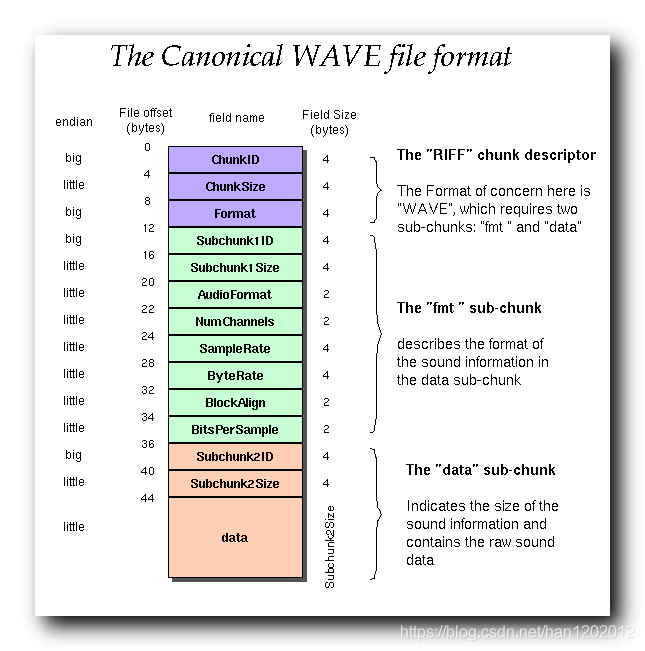 The Canonical WAVE file format
endian
File offset
(bytes)
field name
Field Size
(bytes)
0
big
ChunkID
4
4
little
ChunkSize
4
8
big
Format
4
12
The "RIFF" chunk descriptor
The Format of concern here is
"WAVE", which requires two
sub-chunks: "fmt " and "data"
big
Subchunk1ID
4
16
little
Subchunk1Size
4
20
little
AudioFormat
2
22
little
NumChannels
2
24
little
SampleRate
4
28
little
ByteRate
4
32
little
BlockAlign
2
34
little
BitsPerSample
2
36
The "fmt " sub-chunk
describes the format of
the sound information in
the data sub-chunk
big
Subchunk2ID
4
40
little
Subchunk2Size
4
44
little
data
Subchunk2Size
The "data" sub-chunk
Indicates the size of the
sound information and
contains the raw sound
data
https://blog.csdn.net/han1202012